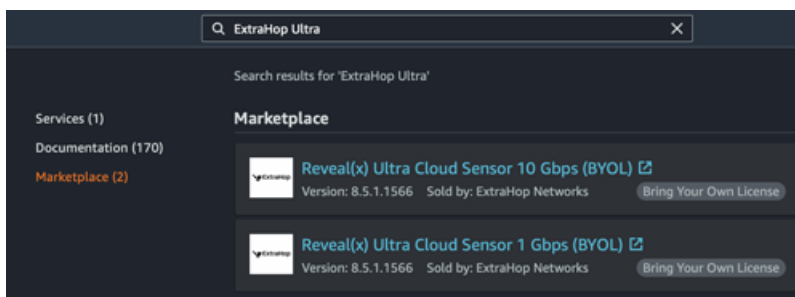 ExtraHop Ultra
Search results for 'ExtraHop Ultra'
Services (1)
Documentation (170)
Marketplace (2)
Marketplace
ExtraHop
Reveal(x) Ultra Cloud Sensor 10 Gbps (BYOL)
Version: 8.5.1.1566 Sold by: ExtraHop Networks Bring Your Own License
ExtraHop
Reveal(x) Ultra Cloud Sensor 1 Gbps (BYOL)
Version: 8.5.1.1566 Sold by: ExtraHop Networks Bring Your Own License